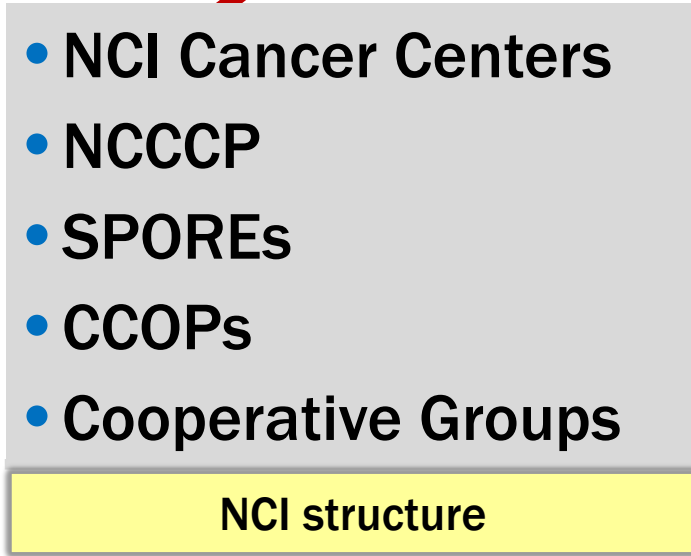 • NCI Cancer Centers
• NCCCP
• SPOREs
• CCOPs
• Cooperative Groups
NCI structure